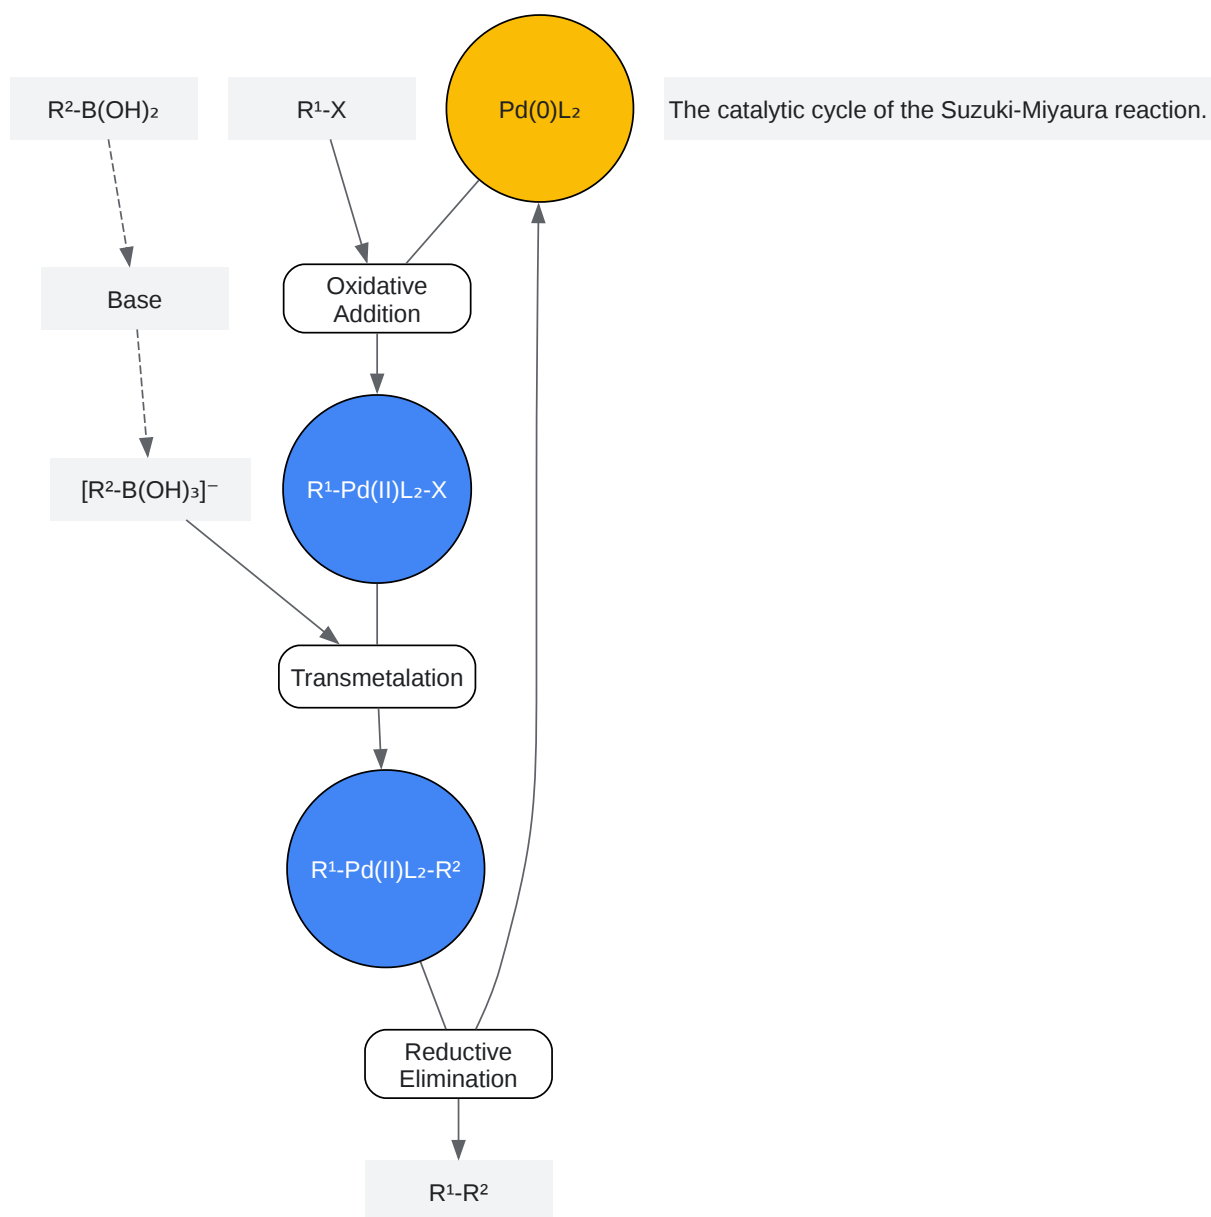 R²-B(OH)₂
R¹-X
Pd(0)L₂
The catalytic cycle of the Suzuki-Miyaura reaction.
Base
Oxidative
Addition
[R²-B(OH)₃]⁻
R¹-Pd(II)L₂-X
Transmetalation
R¹-Pd(II)L₂-R²
Reductive
Elimination
R¹-R²